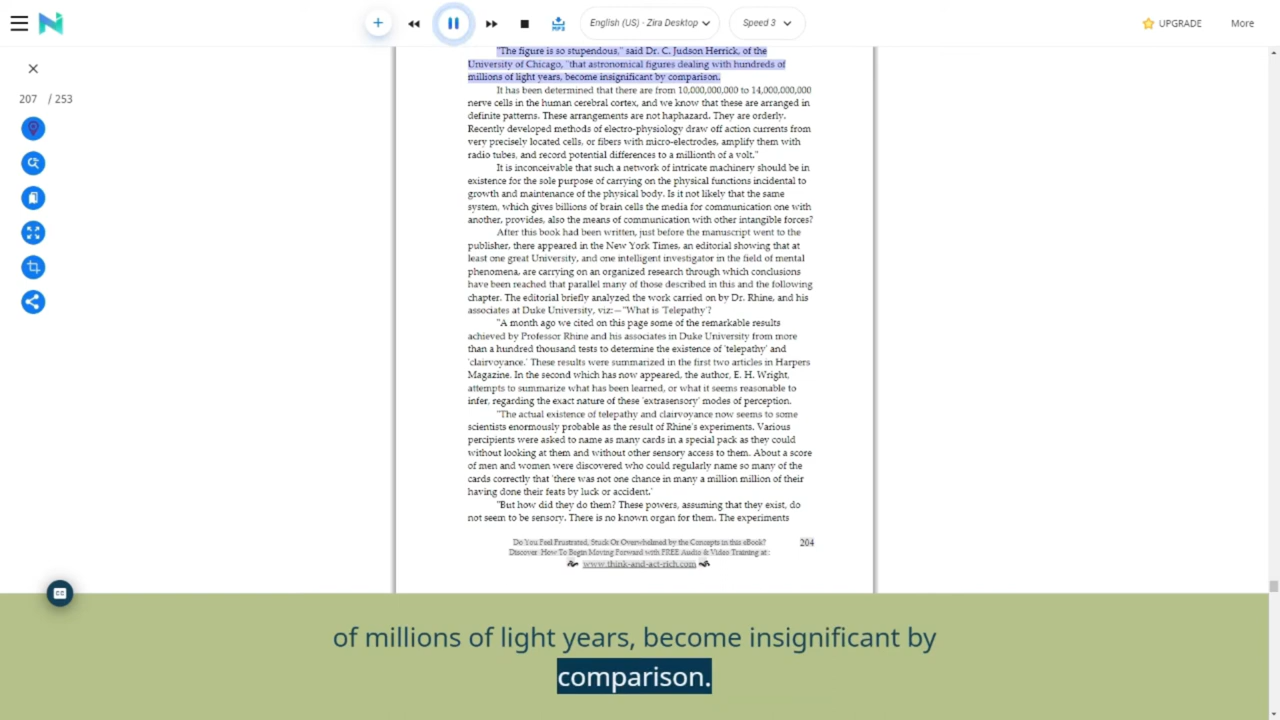 English (US) - Zira Desktop
Speed 3
UPGRADE
More
207 / 253
"The figure is so stupendous," said Dr. C. Judson Herrick, of the
University of Chicago, "that astronomical figures dealing with hundreds of
millions of light years, become insignificant by comparison.
It has been determined that there are from 10,000,000,000 to 14,000,000,000
nerve cells in the human cerebral cortex, and we know that these are arranged in
definite patterns. These arrangements are not haphazard. They are orderly.
Recently developed methods of electro-physiology draw off action currents from
very precisely located cells, or fibers with micro-electrodes, amplify them with
radio tubes, and record potential differences to a millionth of a volt."
It is inconceivable that such a network of intricate machinery should be in
existence for the sole purpose of carrying on the physical functions incidental to
growth and maintenance of the physical body. Is it not likely that the same
system, which gives billions of brain cells the media for communication one with
another, provides, also the means of communication with other intangible forces?
After this book had been written, just before the manuscript went to the
publisher, there appeared in the New York Times, an editorial showing that at
least one great University, and one intelligent investigator in the field of mental
phenomena, are carrying on an organized research through which conclusions
have been reached that parallel many of those described in this and the following
chapter. The editorial briefly analyzed the work carried on by Dr. Rhine, and his
associates at Duke University, viz:—"What is 'Telepathy'?
"A month ago we cited on this page some of the remarkable results
achieved by Professor Rhine and his associates in Duke University from more
than a hundred thousand tests to determine the existence of 'telepathy' and
'clairvoyance.' These results were summarized in the first two articles in Harpers
Magazine. In the second which has now appeared, the author, E. H. Wright,
attempts to summarize what has been learned, or what it seems reasonable to
infer, regarding the exact nature of these 'extrasensory' modes of perception.
"The actual existence of telepathy and clairvoyance now seems to some
scientists enormously probable as the result of Rhine's experiments. Various
percipients were asked to name as many cards in a special pack as they could
without looking at them and without other sensory access to them. About a score
of men and women were discovered who could regularly name so many of the
cards correctly that 'there was not one chance in many a million million of their
having done their feats by luck or accident.'
"But how did they do them? These powers, assuming that they exist, do
not seem to be sensory. There is no known organ for them. The experiments
Do You Feel Frustrated, Stuck Or Overwhelmed by the Concepts in this eBook? 204
Discover How To Begin Moving Forward with FREE Audio & Video Training at:
www.think-and-act-rich.com
CC
of millions of light years, become insignificant by
comparison.